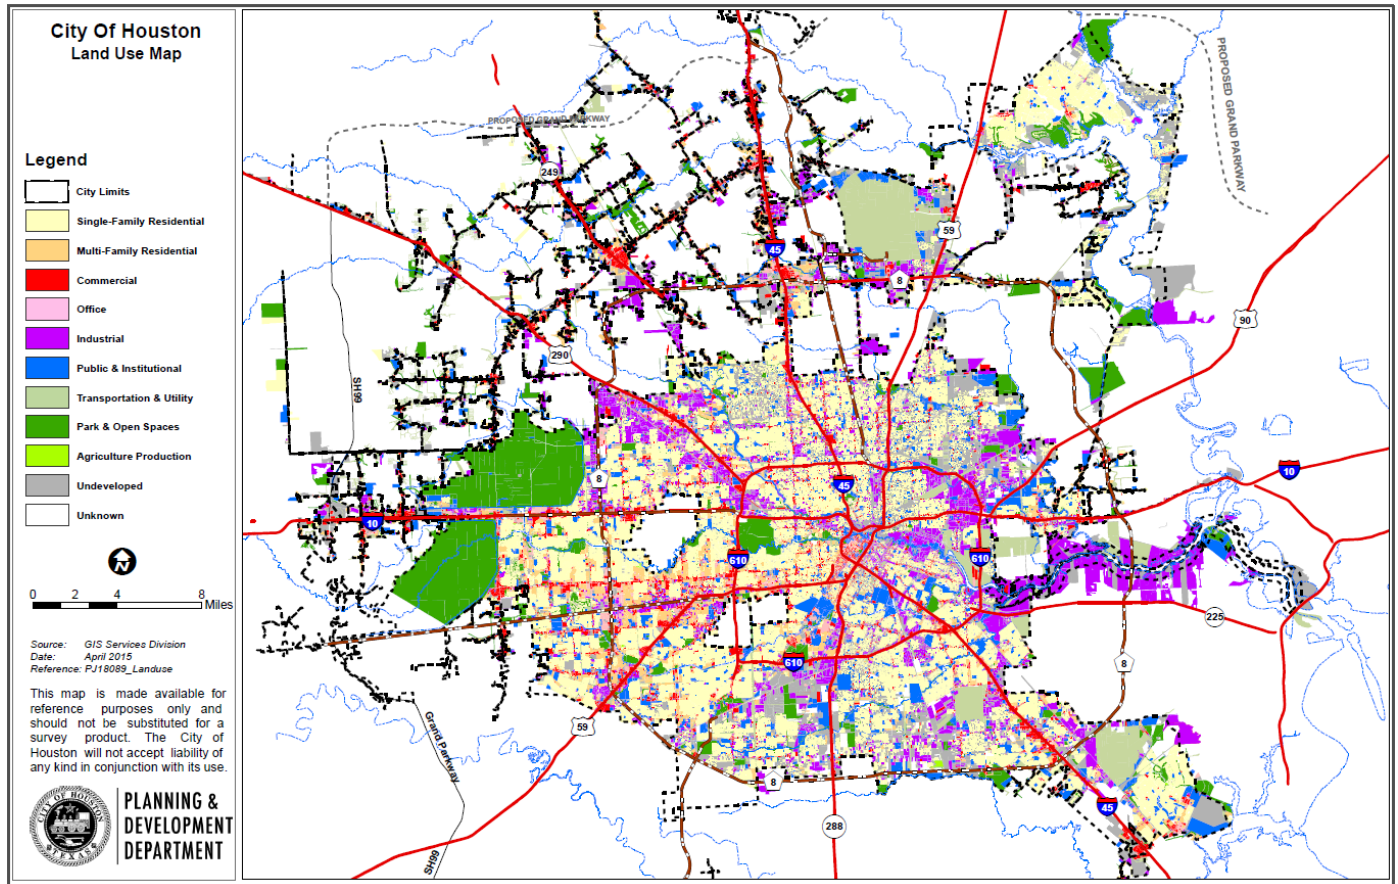 City Of Houston
Land Use Map
Legend
City Limits
Single-Family Residential
Multi-Family Residential
Commercial
Office
Industrial
Public & Institutional
Transportation & Utility
Park & Open Spaces
Agriculture Production
Undeveloped
Unknown
N
0 2 4 8 Miles
Source: GIS Services Division
Date: April 2015
Reference: PJ18089_Landuse
This map is made available for
reference purposes only and
should not be substituted for a
survey product. The City of
Houston will not accept liability of
any kind in conjunction with its use.
CITY OF HOUSTON
TEXAS
PLANNING &
DEVELOPMENT
DEPARTMENT
PROPOSED GRAND PARKWAY
PROPOSED GRAND PARKWAY
249
45
59
8
90
290
SH99
8
45
10
10
610
610
225
610
8
59
Grand Parkway
8
45
288
SH99